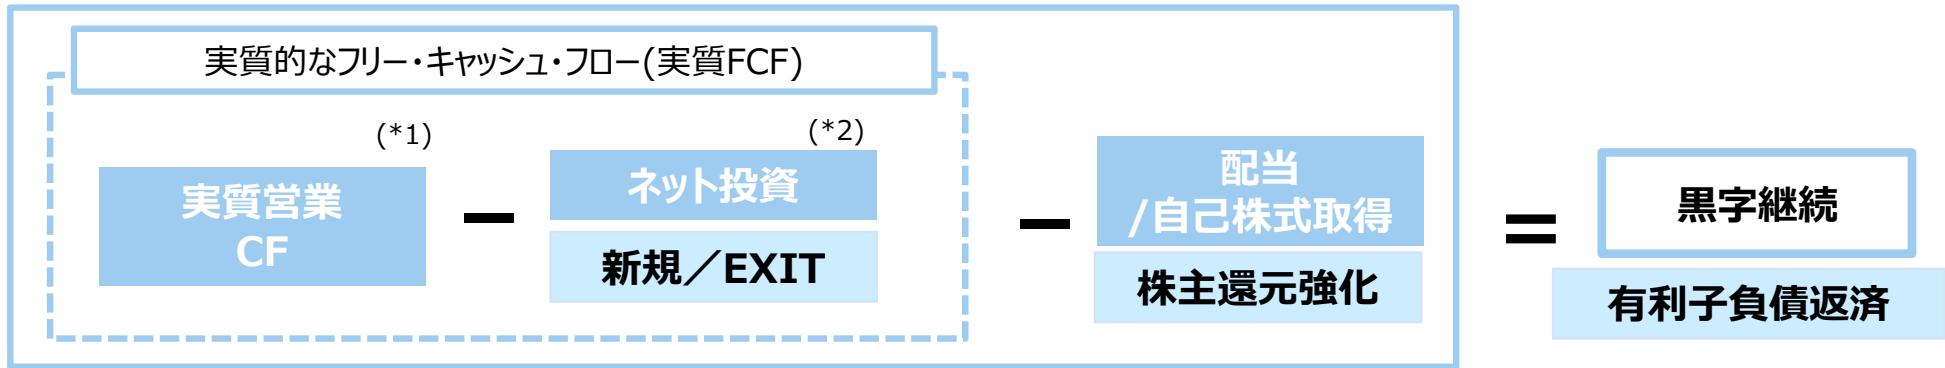 実質的なフリー・キャッシュ・フロー(実質FCF)
(*1)
実質営業
CF
ー
(*2)
ネット投資
新規／EXIT
ー
配当
/自己株式取得
株主還元強化
＝
黒字継続
有利子負債返済